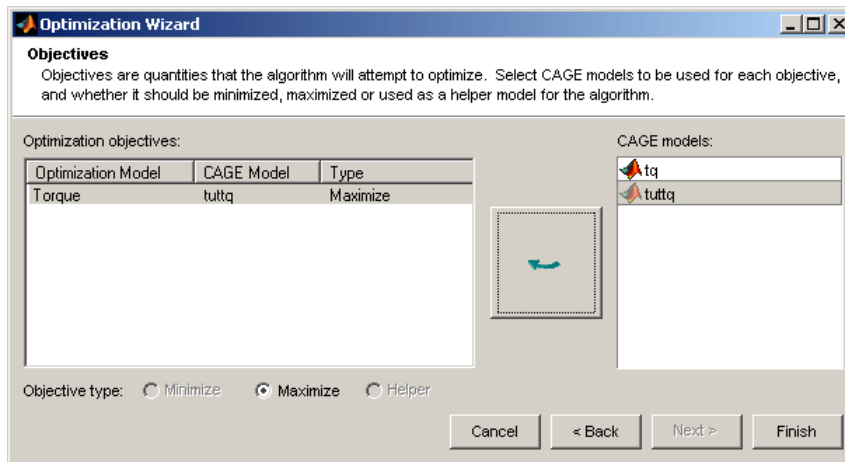 Optimization Wizard
Objectives
Objectives are quantities that the algorithm will attempt to optimize. Select CAGE models to be used for each objective,
and whether it should be minimized, maximized or used as a helper model for the algorithm.
Optimization objectives:
CAGE models:
Optimization Model CAGE Model Type
Torque tuttq Maximize
tq
tuttq
Objective type: Minimize Maximize Helper
Cancel < Back Next > Finish